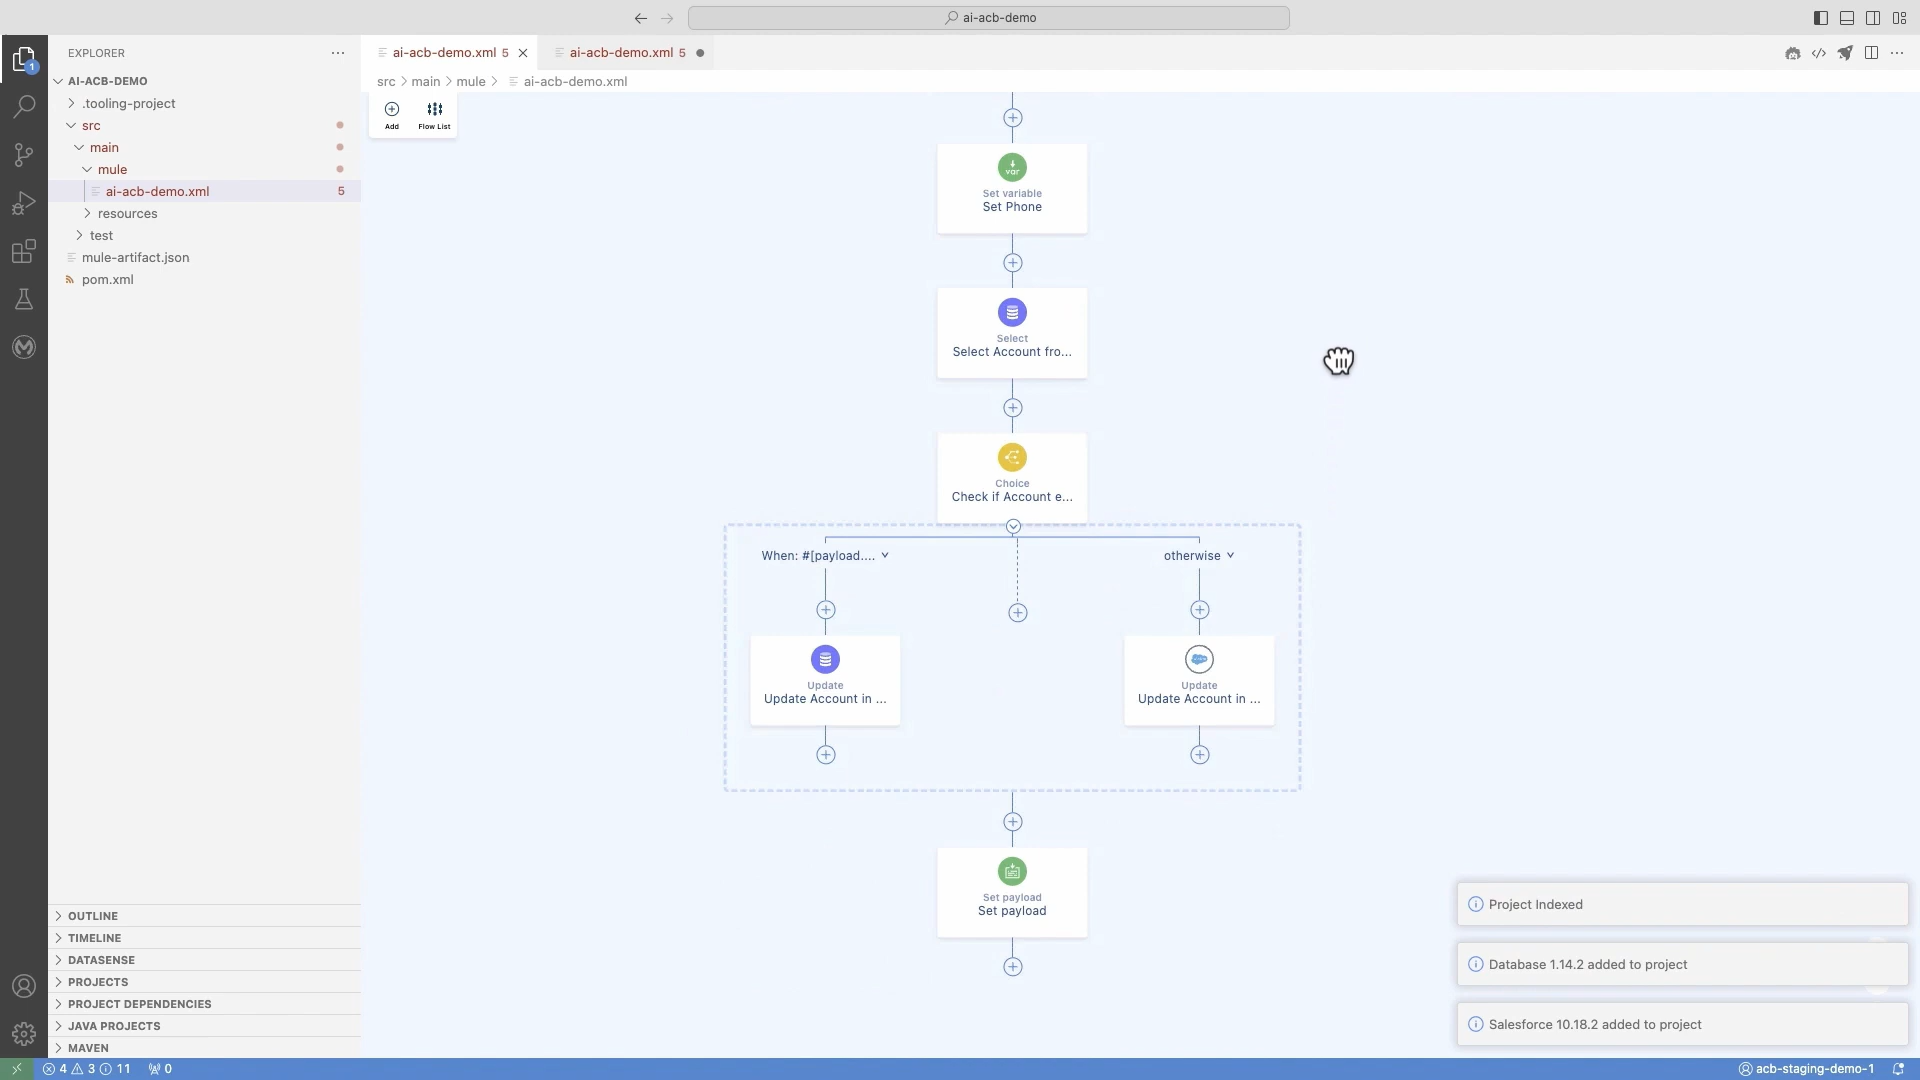 ai-acb-demo
EXPLORER
AI-ACB-DEMO
.tooling-project
src
main
mule
ai-acb-demo.xml 5
resources
test
mule-artifact.json
pom.xml
OUTLINE
TIMELINE
DATASENSE
PROJECTS
PROJECT DEPENDENCIES
JAVA PROJECTS
MAVEN
1
ai-acb-demo.xml 5
ai-acb-demo.xml 5
src > main > mule > ai-acb-demo.xml
Add
Flow List
var
Set variable
Set Phone
Select
Select Account fro...
Choice
Check if Account e...
When: #[payload....
otherwise
Update
Update Account in ...
Update
Update Account in ...
Set payload
Set payload
Project Indexed
Database 1.14.2 added to project
Salesforce 10.18.2 added to project
4 3 11 0
acb-staging-demo-1